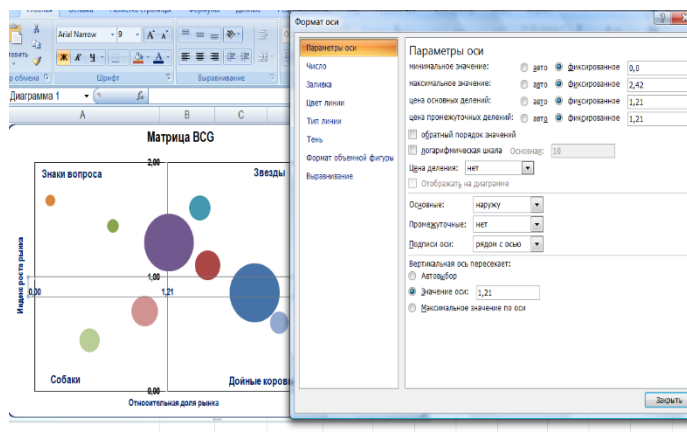 Главная
Arial Narrow
9
Ж К Ч
Шрифт
Выравнивание
Диаграмма 1
fx
A B C
Матрица BCG
2,00
Знаки вопроса
Звезды
1,00
0,00
1,21
Индекс роста рынка
Собаки
Дойные коровы
0,00
Относительная доля рынка
Формат оси
Параметры оси
Число
Заливка
Цвет линии
Тип линии
Тень
Формат объемной фигуры
Выравнивание
Параметры оси
минимальное значение: авто фиксированное 0,0
максимальное значение: авто фиксированное 2,42
цена основных делений: авто фиксированное 1,21
цена промежуточных делений: авто фиксированное 1,21
обратный порядок значений
логарифмическая шкала Основная: 10
Цена деления: нет
Отображать на диаграмме
Основные: наружу
Промежуточные: нет
Подписи оси: рядом с осью
Вертикальная ось пересекает:
Автовыбор
Значение оси: 1,21
Максимальное значение по оси
Закрыть